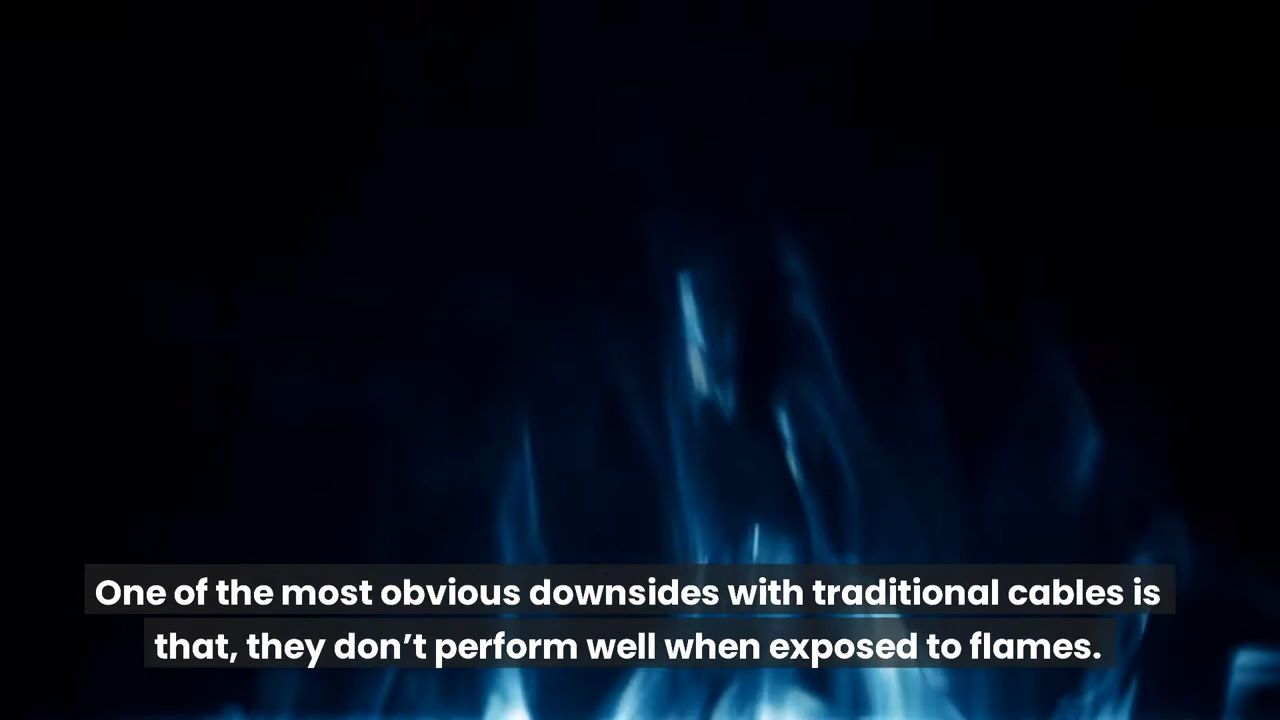 One of the most obvious downsides with traditional cables is
that, they don’t perform well when exposed to flames.